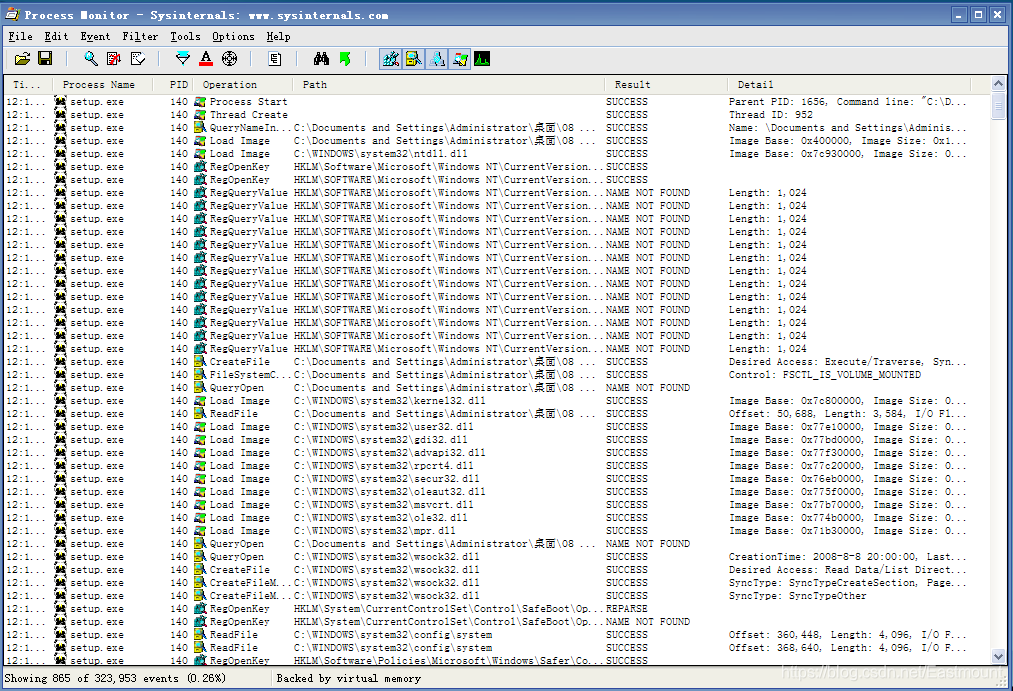 Process Monitor - Sysinternals: www.sysinternals.com
File Edit Event Filter Tools Options Help
Ti... Process Name PID Operation Path Result Detail
12:1... setup.exe 140 Process Start SUCCESS Parent PID: 1656, Command line: "C:\D...
12:1... setup.exe 140 Thread Create SUCCESS Thread ID: 952
12:1... setup.exe 140 QueryNameIn... C:\Documents and Settings\Administrator\桌面\08 ... SUCCESS Name: \Documents and Settings\Adminis...
12:1... setup.exe 140 Load Image C:\Documents and Settings\Administrator\桌面\08 ... SUCCESS Image Base: 0x400000, Image Size: 0x1...
12:1... setup.exe 140 Load Image C:\WINDOWS\system32\ntdll.dll SUCCESS Image Base: 0x7c930000, Image Size: 0...
12:1... setup.exe 140 RegOpenKey HKLM\Software\Microsoft\Windows NT\CurrentVersion... SUCCESS
12:1... setup.exe 140 RegOpenKey HKLM\SOFTWARE\Microsoft\Windows NT\CurrentVersion... SUCCESS
12:1... setup.exe 140 RegQueryValue HKLM\SOFTWARE\Microsoft\Windows NT\CurrentVersion... NAME NOT FOUND Length: 1,024
12:1... setup.exe 140 RegQueryValue HKLM\SOFTWARE\Microsoft\Windows NT\CurrentVersion... NAME NOT FOUND Length: 1,024
12:1... setup.exe 140 RegQueryValue HKLM\SOFTWARE\Microsoft\Windows NT\CurrentVersion... NAME NOT FOUND Length: 1,024
12:1... setup.exe 140 RegQueryValue HKLM\SOFTWARE\Microsoft\Windows NT\CurrentVersion... NAME NOT FOUND Length: 1,024
12:1... setup.exe 140 RegQueryValue HKLM\SOFTWARE\Microsoft\Windows NT\CurrentVersion... NAME NOT FOUND Length: 1,024
12:1... setup.exe 140 RegQueryValue HKLM\SOFTWARE\Microsoft\Windows NT\CurrentVersion... NAME NOT FOUND Length: 1,024
12:1... setup.exe 140 RegQueryValue HKLM\SOFTWARE\Microsoft\Windows NT\CurrentVersion... NAME NOT FOUND Length: 1,024
12:1... setup.exe 140 RegQueryValue HKLM\SOFTWARE\Microsoft\Windows NT\CurrentVersion... NAME NOT FOUND Length: 1,024
12:1... setup.exe 140 RegQueryValue HKLM\SOFTWARE\Microsoft\Windows NT\CurrentVersion... NAME NOT FOUND Length: 1,024
12:1... setup.exe 140 RegQueryValue HKLM\SOFTWARE\Microsoft\Windows NT\CurrentVersion... NAME NOT FOUND Length: 1,024
12:1... setup.exe 140 RegQueryValue HKLM\SOFTWARE\Microsoft\Windows NT\CurrentVersion... NAME NOT FOUND Length: 1,024
12:1... setup.exe 140 RegQueryValue HKLM\SOFTWARE\Microsoft\Windows NT\CurrentVersion... NAME NOT FOUND Length: 1,024
12:1... setup.exe 140 RegQueryValue HKLM\SOFTWARE\Microsoft\Windows NT\CurrentVersion... NAME NOT FOUND Length: 1,024
12:1... setup.exe 140 CreateFile C:\Documents and Settings\Administrator\桌面\08 ... SUCCESS Desired Access: Execute/Traverse, Syn...
12:1... setup.exe 140 FileSystemC... C:\Documents and Settings\Administrator\桌面\08 ... SUCCESS Control: FSCTL_IS_VOLUME_MOUNTED
12:1... setup.exe 140 QueryOpen C:\Documents and Settings\Administrator\桌面\08 ... NAME NOT FOUND
12:1... setup.exe 140 Load Image C:\WINDOWS\system32\kernel32.dll SUCCESS Image Base: 0x7c800000, Image Size: 0...
12:1... setup.exe 140 ReadFile C:\Documents and Settings\Administrator\桌面\08 ... SUCCESS Offset: 50,688, Length: 3,584, I/O Fl...
12:1... setup.exe 140 Load Image C:\WINDOWS\system32\user32.dll SUCCESS Image Base: 0x77e10000, Image Size: 0...
12:1... setup.exe 140 Load Image C:\WINDOWS\system32\gdi32.dll SUCCESS Image Base: 0x77bd0000, Image Size: 0...
12:1... setup.exe 140 Load Image C:\WINDOWS\system32\advapi32.dll SUCCESS Image Base: 0x77f30000, Image Size: 0...
12:1... setup.exe 140 Load Image C:\WINDOWS\system32\rpcrt4.dll SUCCESS Image Base: 0x77c20000, Image Size: 0...
12:1... setup.exe 140 Load Image C:\WINDOWS\system32\secur32.dll SUCCESS Image Base: 0x76eb0000, Image Size: 0...
12:1... setup.exe 140 Load Image C:\WINDOWS\system32\oleaut32.dll SUCCESS Image Base: 0x775f0000, Image Size: 0...
12:1... setup.exe 140 Load Image C:\WINDOWS\system32\msvcrt.dll SUCCESS Image Base: 0x77b70000, Image Size: 0...
12:1... setup.exe 140 Load Image C:\WINDOWS\system32\ole32.dll SUCCESS Image Base: 0x774b0000, Image Size: 0...
12:1... setup.exe 140 Load Image C:\WINDOWS\system32\mpr.dll SUCCESS Image Base: 0x71b30000, Image Size: 0...
12:1... setup.exe 140 QueryOpen C:\Documents and Settings\Administrator\桌面\08 ... NAME NOT FOUND
12:1... setup.exe 140 QueryOpen C:\WINDOWS\system32\wsock32.dll SUCCESS CreationTime: 2008-8-8 20:00:00, Last...
12:1... setup.exe 140 CreateFile C:\WINDOWS\system32\wsock32.dll SUCCESS Desired Access: Read Data/List Direct...
12:1... setup.exe 140 CreateFileM... C:\WINDOWS\system32\wsock32.dll SUCCESS SyncType: SyncTypeCreateSection, Page...
12:1... setup.exe 140 CreateFileM... C:\WINDOWS\system32\wsock32.dll SUCCESS SyncType: SyncTypeOther
12:1... setup.exe 140 RegOpenKey HKLM\System\CurrentControlSet\Control\SafeBoot\Op... REPARSE
12:1... setup.exe 140 RegOpenKey HKLM\System\CurrentControlSet\Control\SafeBoot\Op... NAME NOT FOUND
12:1... setup.exe 140 ReadFile C:\WINDOWS\system32\config\system SUCCESS Offset: 360,448, Length: 4,096, I/O F...
12:1... setup.exe 140 ReadFile C:\WINDOWS\system32\config\system SUCCESS Offset: 368,640, Length: 4,096, I/O F...
12:1... setup.exe 140 RegOpenKey HKLM\Software\Policies\Microsoft\Windows\Safer\Co... SUCCESS
Showing 865 of 323,953 events (0.26%) Backed by virtual memory
https://blog.csdn.net/Eastmount